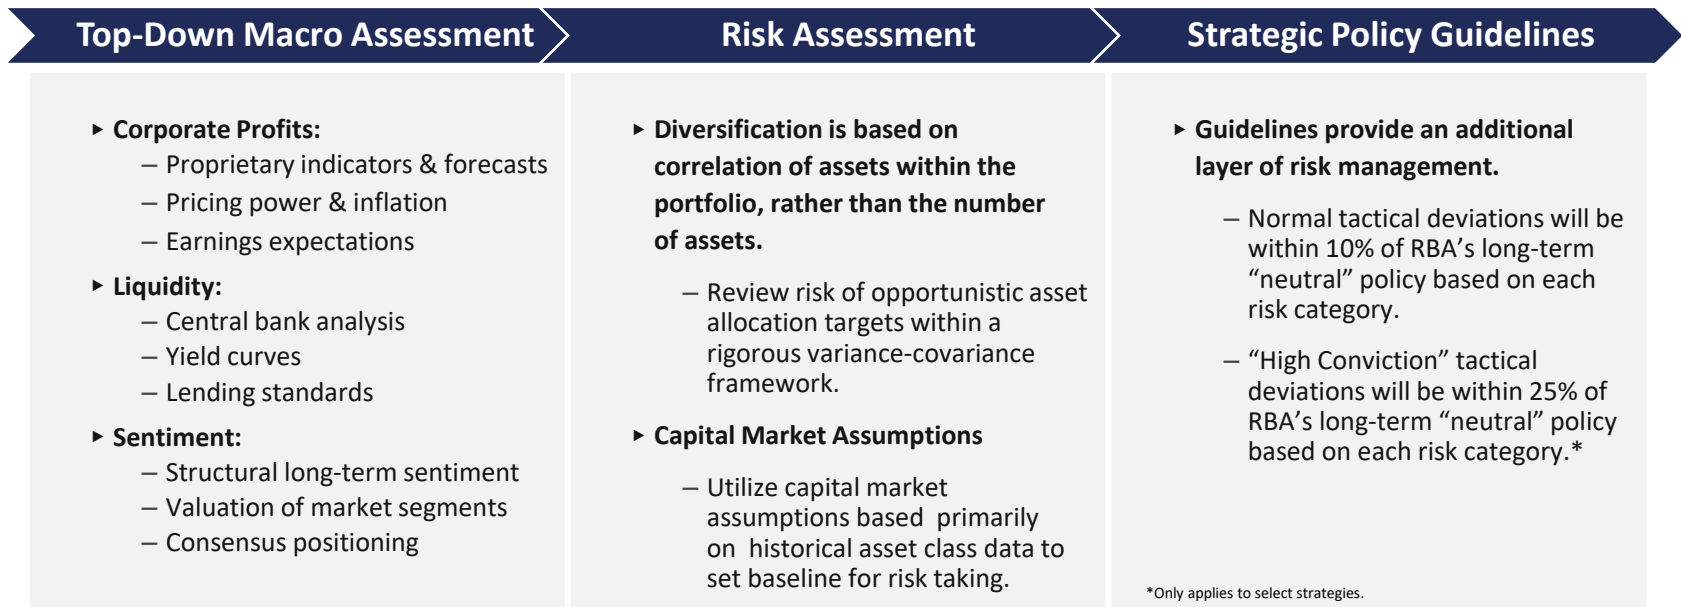 Top-Down Macro Assessment
Risk Assessment
Strategic Policy Guidelines
▸ Corporate Profits:
– Proprietary indicators & forecasts
– Pricing power & inflation
– Earnings expectations
▸ Liquidity:
– Central bank analysis
– Yield curves
– Lending standards
▸ Sentiment:
– Structural long-term sentiment
– Valuation of market segments
– Consensus positioning
▸ Diversification is based on
correlation of assets within the
portfolio, rather than the number
of assets.
– Review risk of opportunistic asset
allocation targets within a
rigorous variance-covariance
framework.
▸ Capital Market Assumptions
– Utilize capital market
assumptions based primarily
on historical asset class data to
set baseline for risk taking.
▸ Guidelines provide an additional
layer of risk management.
– Normal tactical deviations will be
within 10% of RBA’s long-term
“neutral” policy based on each
risk category.
– “High Conviction” tactical
deviations will be within 25% of
RBA’s long-term “neutral” policy
based on each risk category.*
*Only applies to select strategies.